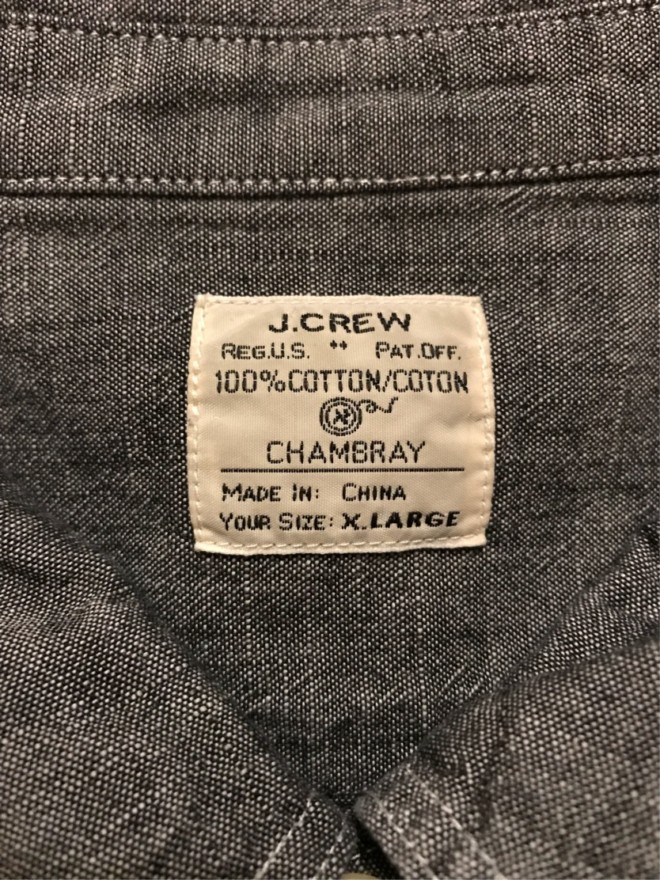 J.CREW
REG.U.S. PAT.OFF.
100%COTTON/COTON
CHAMBRAY
MADE IN: CHINA
YOUR SIZE: X.LARGE